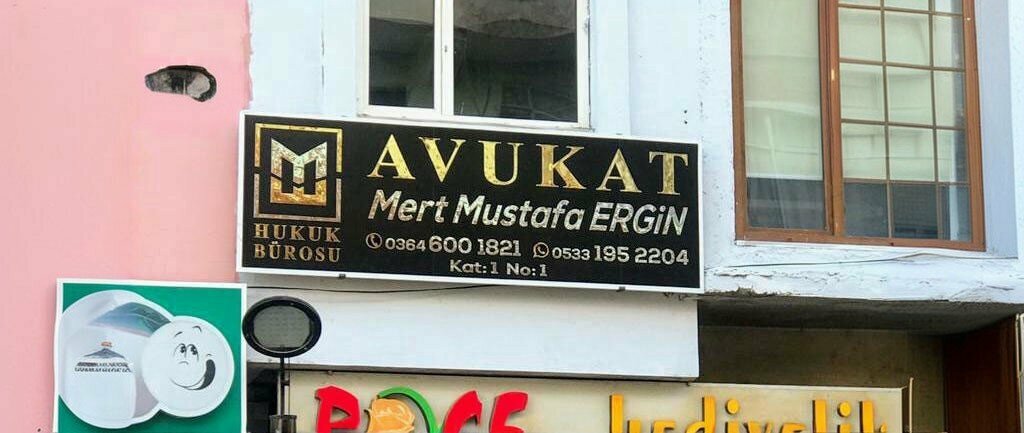 AVUKAT
Mert Mustafa ERGiN
HUKUK
BÜROSU
0364 600 1821 0533 195 2204
Kat: 1 No: 1
hediyelik